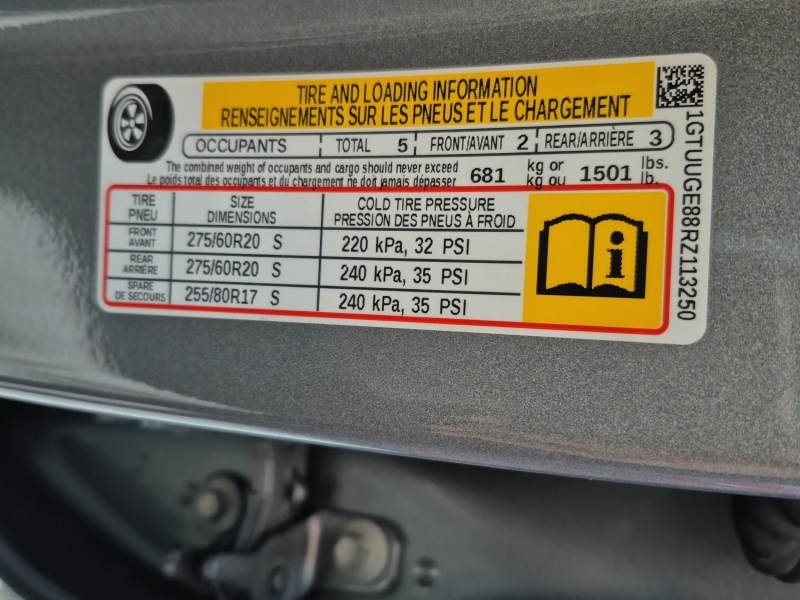 TIRE AND LOADING INFORMATION
RENSEIGNEMENTS SUR LES PNEUS ET LE CHARGEMENT
OCCUPANTS TOTAL 5 FRONT/AVANT 2 REAR/ARRIÈRE 3
The combined weight of occupants and cargo should never exceed 681 kg or 1501 lbs.
Le poids total des occupants et du chargement ne doit jamais dépasser kg ou lb.
TIRE SIZE COLD TIRE PRESSURE
PNEU DIMENSIONS PRESSION DES PNEUS À FROID
FRONT
AVANT 275/60R20 S 220 kPa, 32 PSI
REAR
ARRIÈRE 275/60R20 S 240 kPa, 35 PSI
SPARE
DE SECOURS 255/80R17 S 240 kPa, 35 PSI
i
1GTUUGE88RZ113250